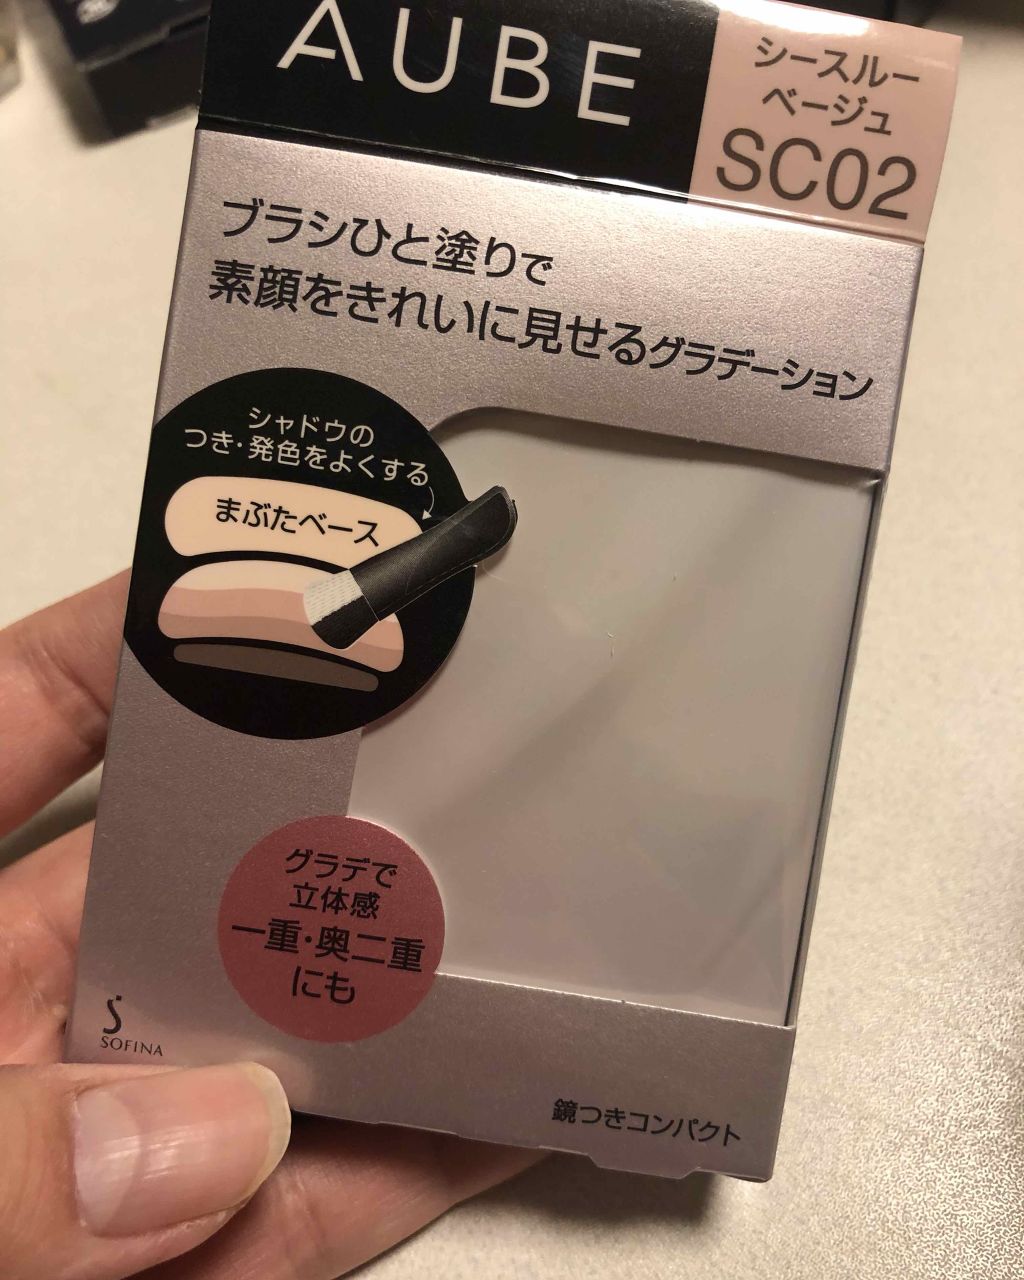 AUBE
シースルー
ベージュ
SC02
ブラシひと塗りで
素顔をきれいに見せるグラデーション
シャドウの
つき・発色をよくする
まぶたベース
グラデで
立体感
一重・奥二重
にも
SOFINA
鏡つきコンパクト